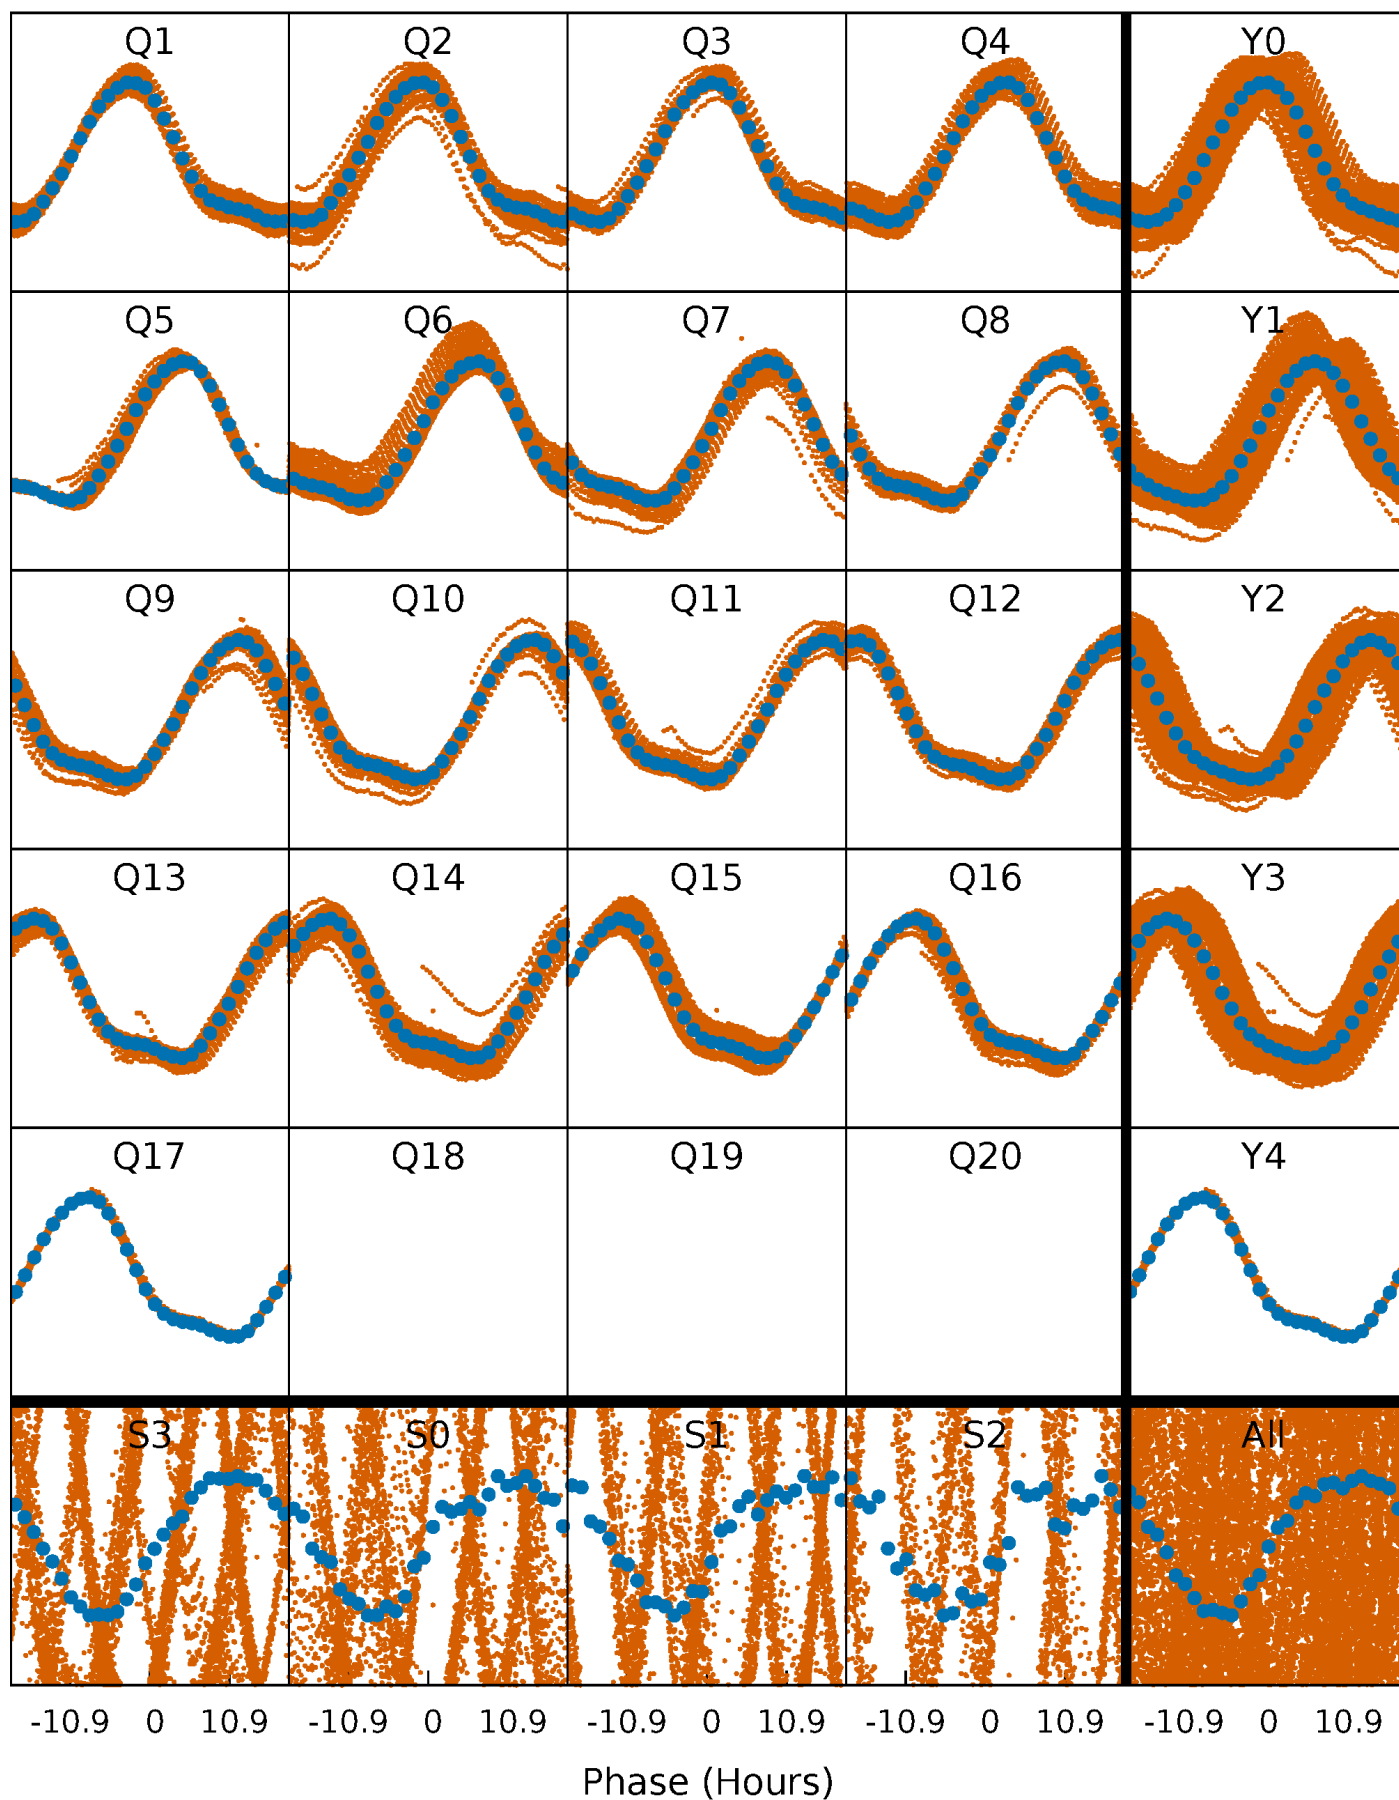 Q1 Q2 Q3 Q4 Y0
Q5 Q6 Q7 Q8 Y1
Q9 Q10 Q11 Q12 Y2
Q13 Q14 Q15 Q16 Y3
Q17 Q18 Q19 Q20 Y4
S3 S0 S1 S2 All
-10.9 0 10.9 -10.9 0 10.9 -10.9 0 10.9 -10.9 0 10.9 -10.9 0 10.9
Phase (Hours)